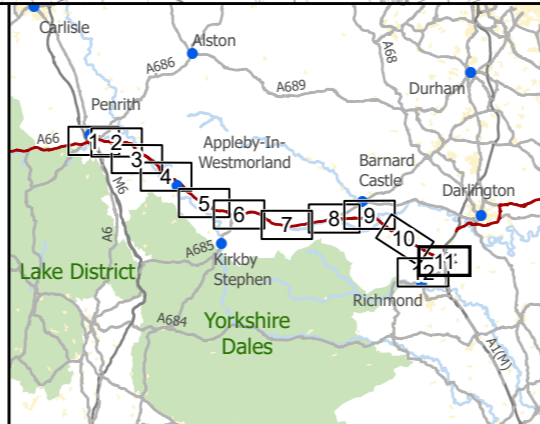 Carlisle
Alston
A686
A68
A689
Durham
Penrith
A66
1
2
3
4
Appleby-In-
Westmorland
Barnard
Castle
Darlington
M6
5
6
7
8
9
10
11
12
A6
A685
Kirkby
Stephen
Lake District
Richmond
A684
Yorkshire
Dales
A1(M)